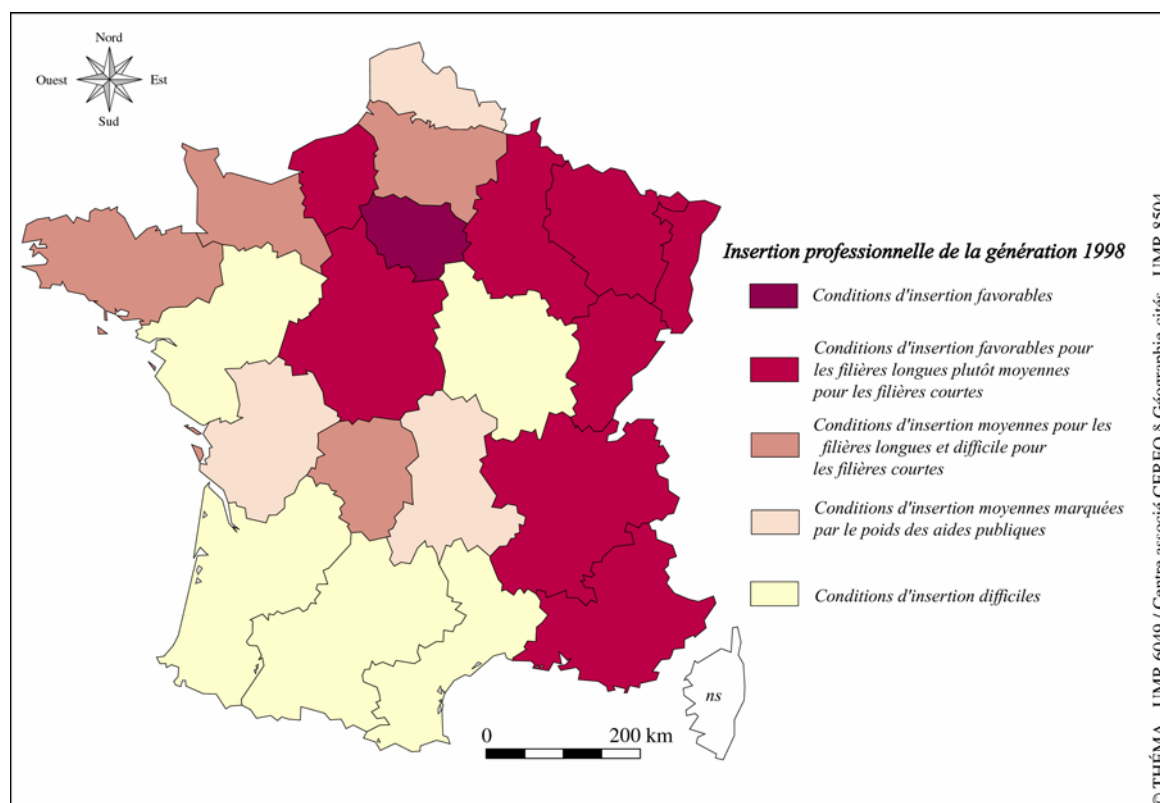 Nord
Ouest
Est
Sud
Insertion professionnelle de la génération 1998
Conditions d'insertion favorables
Conditions d'insertion favorables pour
les filières longues plutôt moyennes
pour les filières courtes
Conditions d'insertion moyennes pour les
filières longues et difficile pour
les filières courtes
Conditions d'insertion moyennes marquées
par le poids des aides publiques
Conditions d'insertion difficiles
ns
0 200 km
© THÉMA UMR 6049 / Centre associé CEREQ & Géographie cités UMR 8504